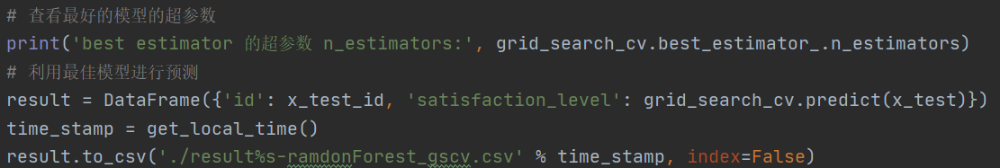 # 查看最好的模型的超参数
print('best estimator 的超参数 n_estimators:', grid_search_cv.best_estimator_.n_estimators)
# 利用最佳模型进行预测
result = DataFrame({'id': x_test_id, 'satisfaction_level': grid_search_cv.predict(x_test)})
time_stamp = get_local_time()
result.to_csv('./result%s-ramdonForest_gscv.csv' % time_stamp, index=False)